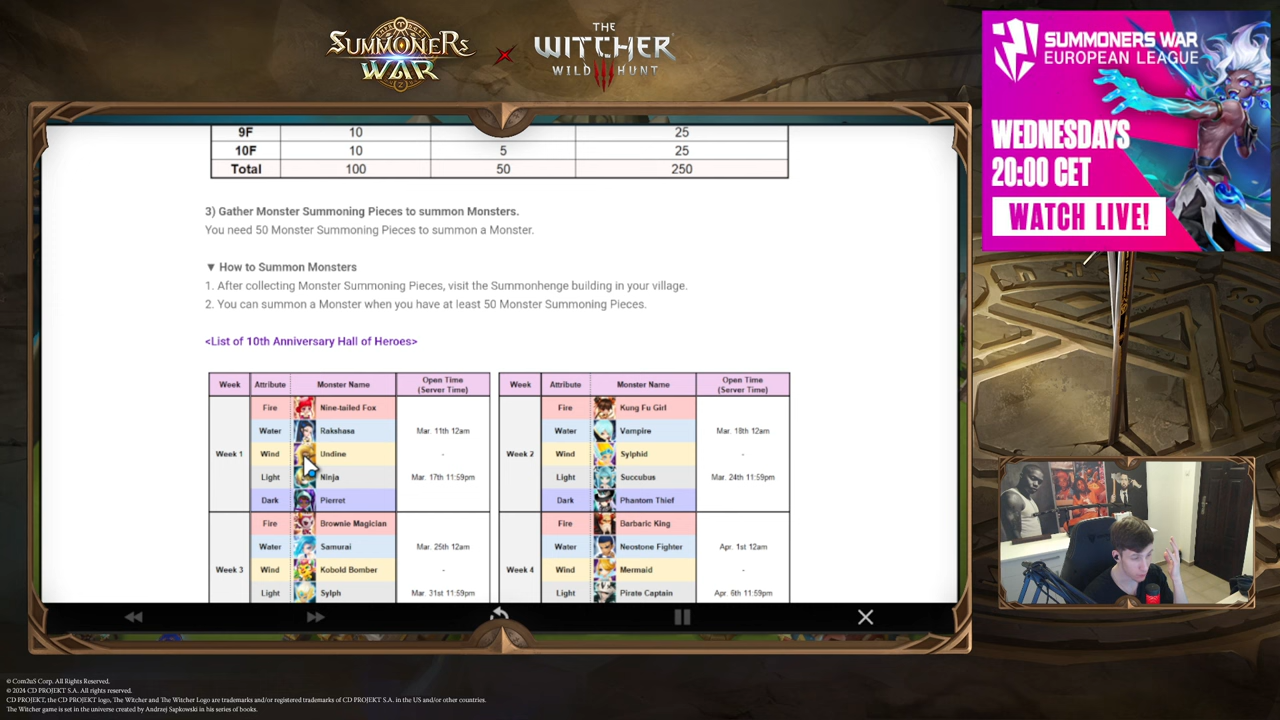 SUMMONERS WAR
THE WITCHER
WILD HUNT
SUMMONERS WAR
EUROPEAN LEAGUE
WEDNESDAYS
20:00 CET
WATCH LIVE!
9F 10 25
10F 10 5 25
Total 100 50 250
3) Gather Monster Summoning Pieces to summon Monsters.
You need 50 Monster Summoning Pieces to summon a Monster.
▼ How to Summon Monsters
1. After collecting Monster Summoning Pieces, visit the Summonhenge building in your village.
2. You can summon a Monster when you have at least 50 Monster Summoning Pieces.
<List of 10th Anniversary Hall of Heroes>
Week Attribute Monster Name Open Time (Server Time) Week Attribute Monster Name Open Time (Server Time)
Fire Nine-tailed Fox Fire Kung Fu Girl
Water Rakshasa Mar. 11th 12am Water Vampire Mar. 18th 12am
Week 1 Wind Undine - Week 2 Wind Sylphid -
Light Ninja Mar. 17th 11:59pm Light Succubus Mar. 24th 11:59pm
Dark Pierret Dark Phantom Thief
Fire Brownie Magician Fire Barbaric King
Water Samurai Mar. 25th 12am Water Neostone Fighter Apr. 1st 12am
Week 3 Wind Kobold Bomber - Week 4 Wind Mermaid -
Light Sylph Mar. 31st 11:59pm Light Pirate Captain Apr. 6th 11:59pm
© Com2uS Corp. All Rights Reserved.
© 2024 CD PROJEKT S.A. All rights reserved.
CD PROJEKT, the CD PROJEKT logo, The Witcher and The Witcher Logo are trademarks and/or registered trademarks of CD PROJEKT S.A. in the US and/or other countries.
The Witcher game is set in the universe created by Andrzej Sapkowski in his series of books.